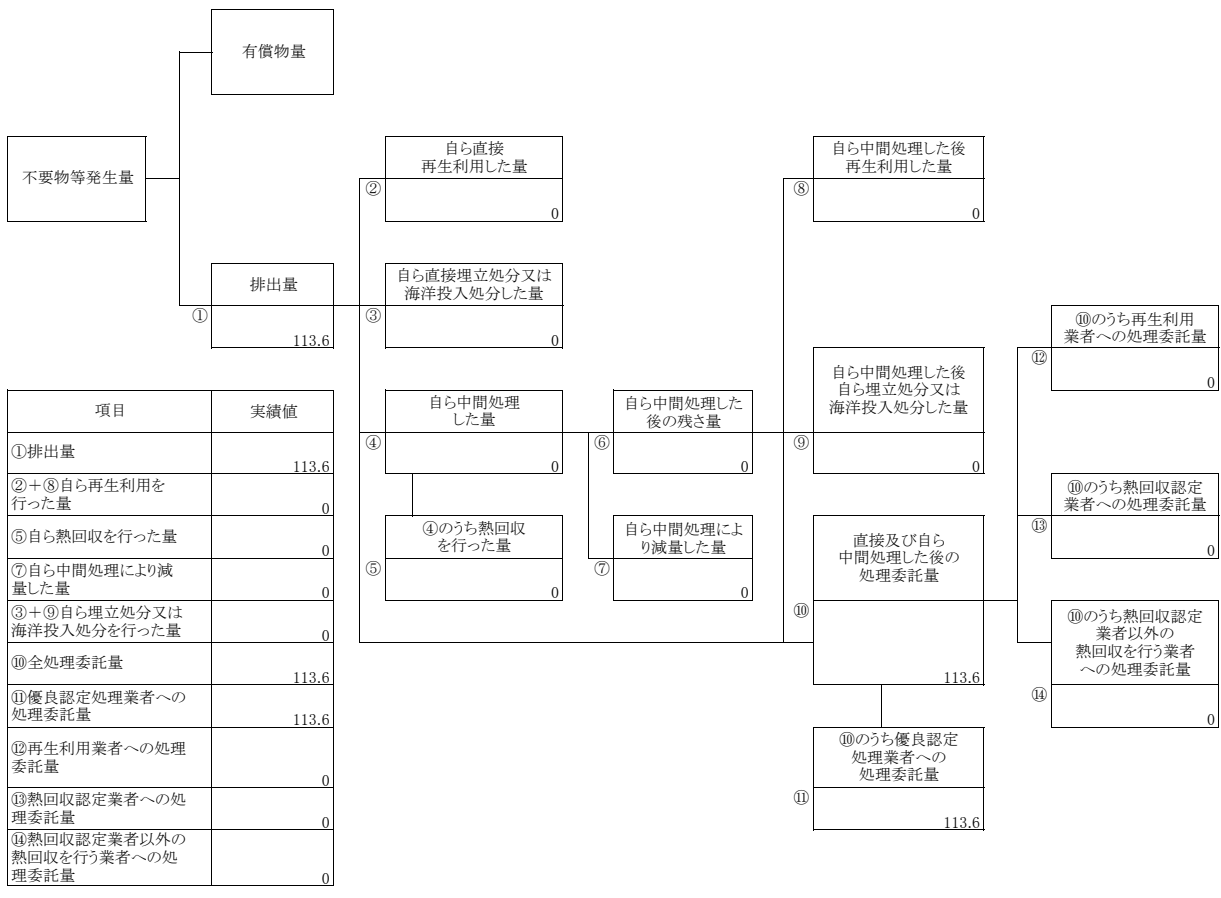 有償物量
不要物等発生量
排出量
①
113.6
自ら直接
再生利用した量
②
0
自ら直接埋立処分又は
海洋投入処分した量
③
0
自ら中間処理
した量
④
0
④のうち熱回収
を行った量
⑤
0
自ら中間処理した
後の残さ量
⑥
0
自ら中間処理によ
り減量した量
⑦
0
自ら中間処理した後
再生利用した量
⑧
0
自ら中間処理した後
自ら埋立処分又は
海洋投入処分した量
⑨
0
直接及び自ら
中間処理した後の
処理委託量
⑩
113.6
⑩のうち優良認定
処理業者への
処理委託量
⑪
113.6
⑩のうち再生利用
業者への処理委託量
⑫
0
⑩のうち熱回収認定
業者への処理委託量
⑬
0
⑩のうち熱回収認定
業者以外の
熱回収を行う業者
への処理委託量
⑭
0
項目 実績値
①排出量
113.6
②＋⑧自ら再生利用を
行った量
0
⑤自ら熱回収を行った量
0
⑦自ら中間処理により減
量した量
0
③＋⑨自ら埋立処分又は
海洋投入処分を行った量
0
⑩全処理委託量
113.6
⑪優良認定処理業者への
処理委託量
113.6
⑫再生利用業者への処理
委託量
0
⑬熱回収認定業者への処
理委託量
0
⑭熱回収認定業者以外の
熱回収を行う業者への処
理委託量
0